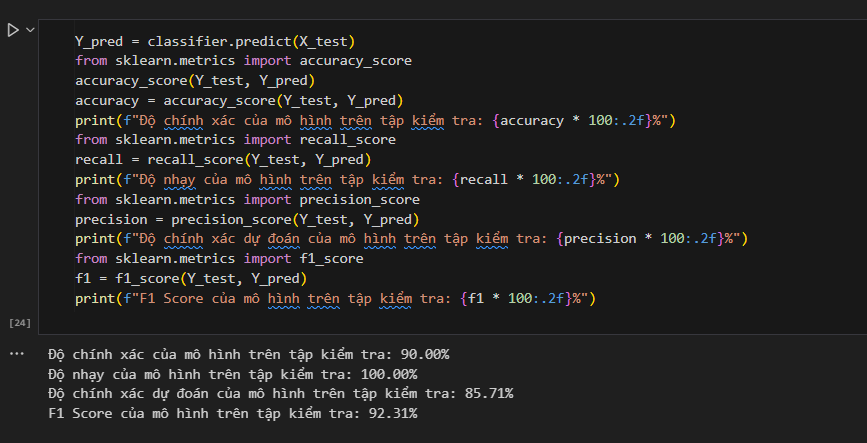 Y_pred = classifier.predict(X_test)
from sklearn.metrics import accuracy_score
accuracy_score(Y_test, Y_pred)
accuracy = accuracy_score(Y_test, Y_pred)
print(f"Độ chính xác của mô hình trên tập kiểm tra: {accuracy * 100:.2f}%")
from sklearn.metrics import recall_score
recall = recall_score(Y_test, Y_pred)
print(f"Độ nhạy của mô hình trên tập kiểm tra: {recall * 100:.2f}%")
from sklearn.metrics import precision_score
precision = precision_score(Y_test, Y_pred)
print(f"Độ chính xác dự đoán của mô hình trên tập kiểm tra: {precision * 100:.2f}%")
from sklearn.metrics import f1_score
f1 = f1_score(Y_test, Y_pred)
print(f"F1 Score của mô hình trên tập kiểm tra: {f1 * 100:.2f}%")
[24]
Độ chính xác của mô hình trên tập kiểm tra: 90.00%
Độ nhạy của mô hình trên tập kiểm tra: 100.00%
Độ chính xác dự đoán của mô hình trên tập kiểm tra: 85.71%
F1 Score của mô hình trên tập kiểm tra: 92.31%